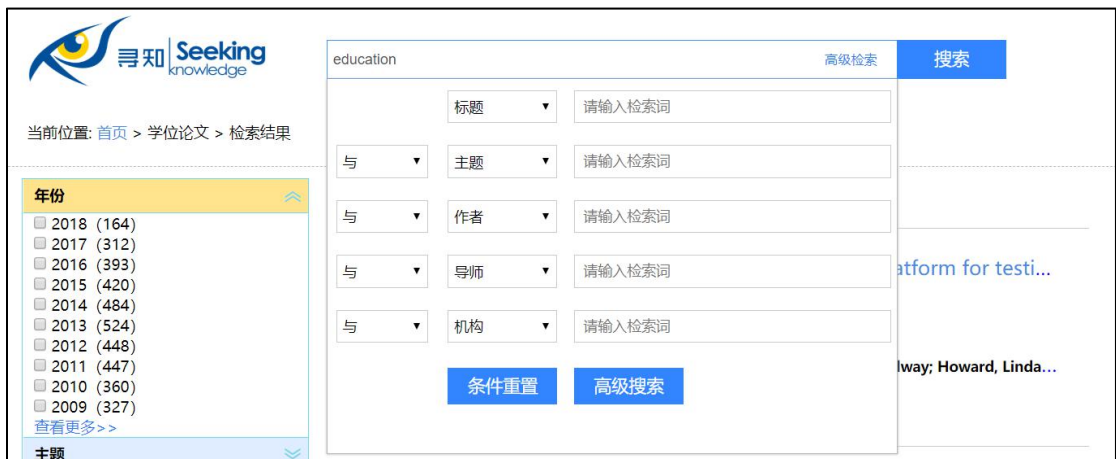 寻知 Seeking knowledge
education 高级检索 搜索
标题 请输入检索词
当前位置: 首页 > 学位论文 > 检索结果
与 主题 请输入检索词
与 作者 请输入检索词
与 导师 请输入检索词
与 机构 请输入检索词
条件重置 高级搜索
年份
2018 (164)
2017 (312)
2016 (393)
2015 (420)
2014 (484)
2013 (524)
2012 (448)
2011 (447)
2010 (360)
2009 (327)
查看更多>>
主题
atform for testi...
lway; Howard, Linda...